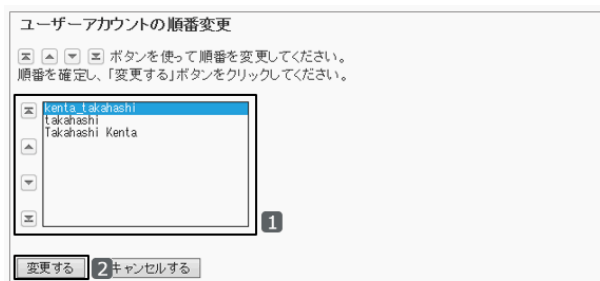 ユーザーアカウントの順番変更
ボタンを使って順番を変更してください。
順番を確定し、「変更する」ボタンをクリックしてください。
kenta_takahashi
takahashi
Takahashi Kenta
1
変更する 2 キャンセルする